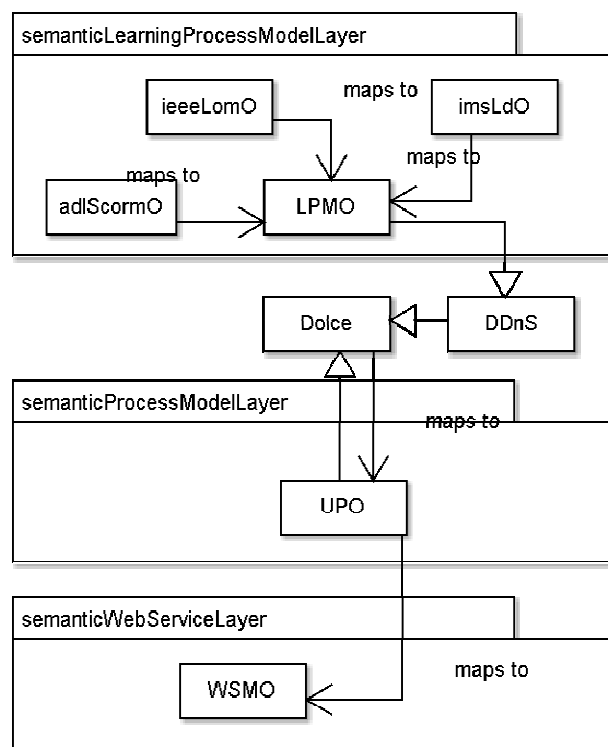 semanticLearningProcessModelLayer
ieeeLomO
maps to
imsLdO
maps to
maps to
adlScormO
LPMO
Dolce
DDnS
semanticProcessModelLayer
maps to
UPO
semanticWebServiceLayer
maps to
WSMO